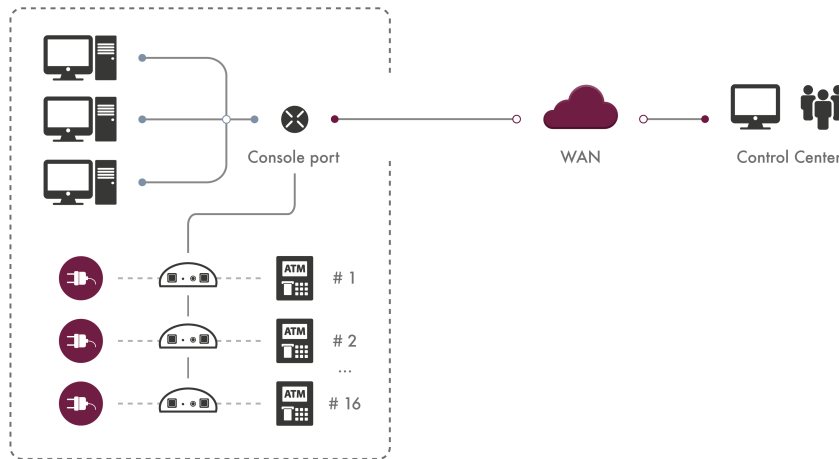 Console port
WAN
Control Center
ATM
# 1
ATM
# 2
...
ATM
# 16